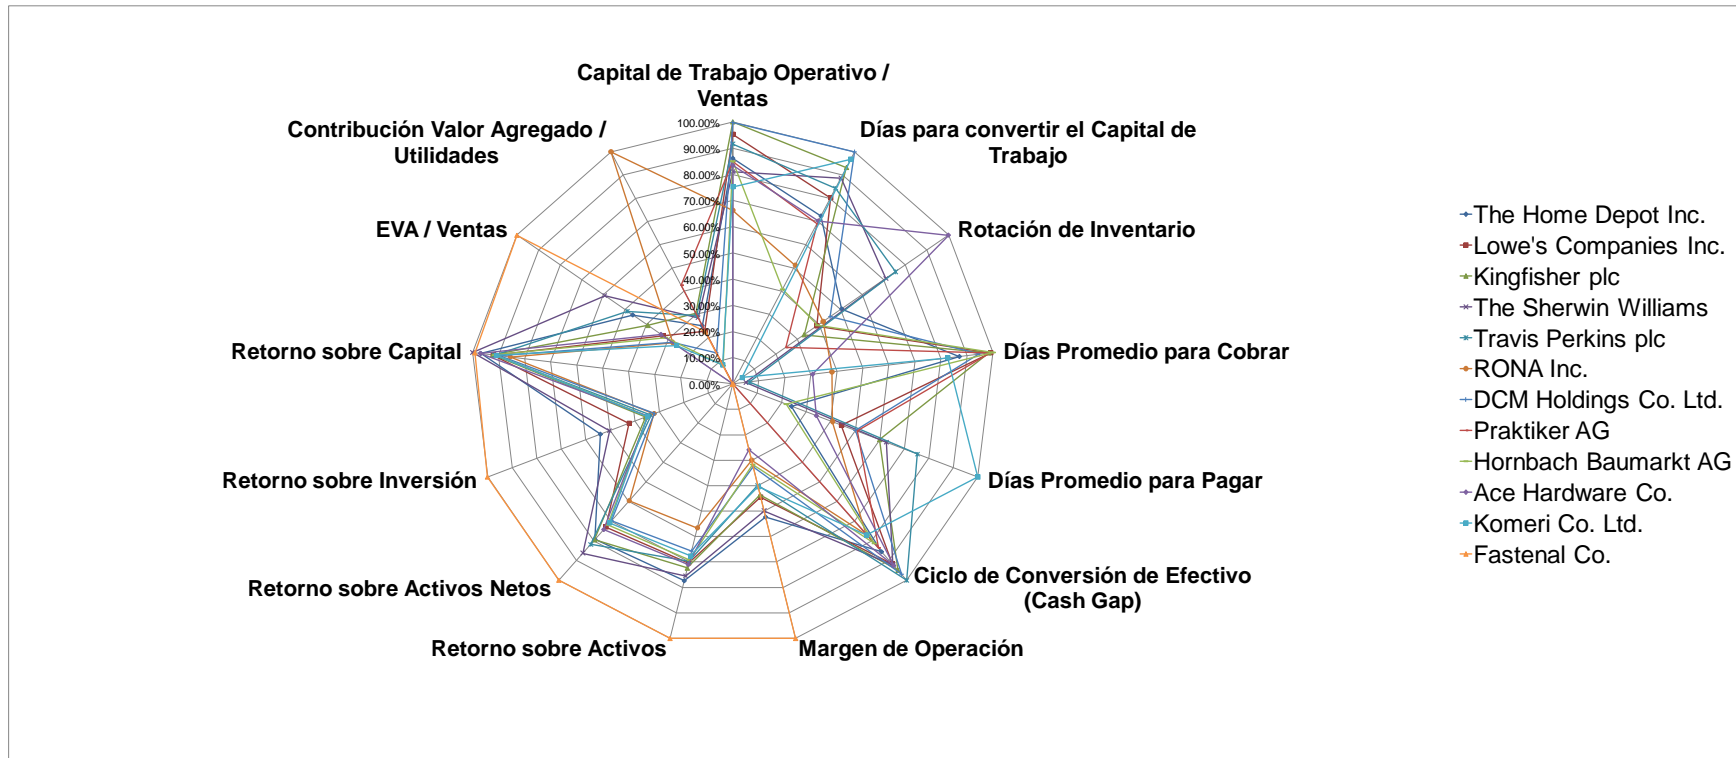 Capital de Trabajo Operativo /
Ventas
Contribución Valor Agregado /
Utilidades
Días para convertir el Capital de
Trabajo
EVA / Ventas
Rotación de Inventario
Retorno sobre Capital
Días Promedio para Cobrar
Retorno sobre Inversión
Días Promedio para Pagar
Retorno sobre Activos Netos
Ciclo de Conversión de Efectivo
(Cash Gap)
Retorno sobre Activos
Margen de Operación
100.00%
90.00%
80.00%
70.00%
60.00%
50.00%
40.00%
30.00%
20.00%
10.00%
0.00%
The Home Depot Inc.
Lowe's Companies Inc.
Kingfisher plc
The Sherwin Williams
Travis Perkins plc
RONA Inc.
DCM Holdings Co. Ltd.
Praktiker AG
Hornbach Baumarkt AG
Ace Hardware Co.
Komeri Co. Ltd.
Fastenal Co.